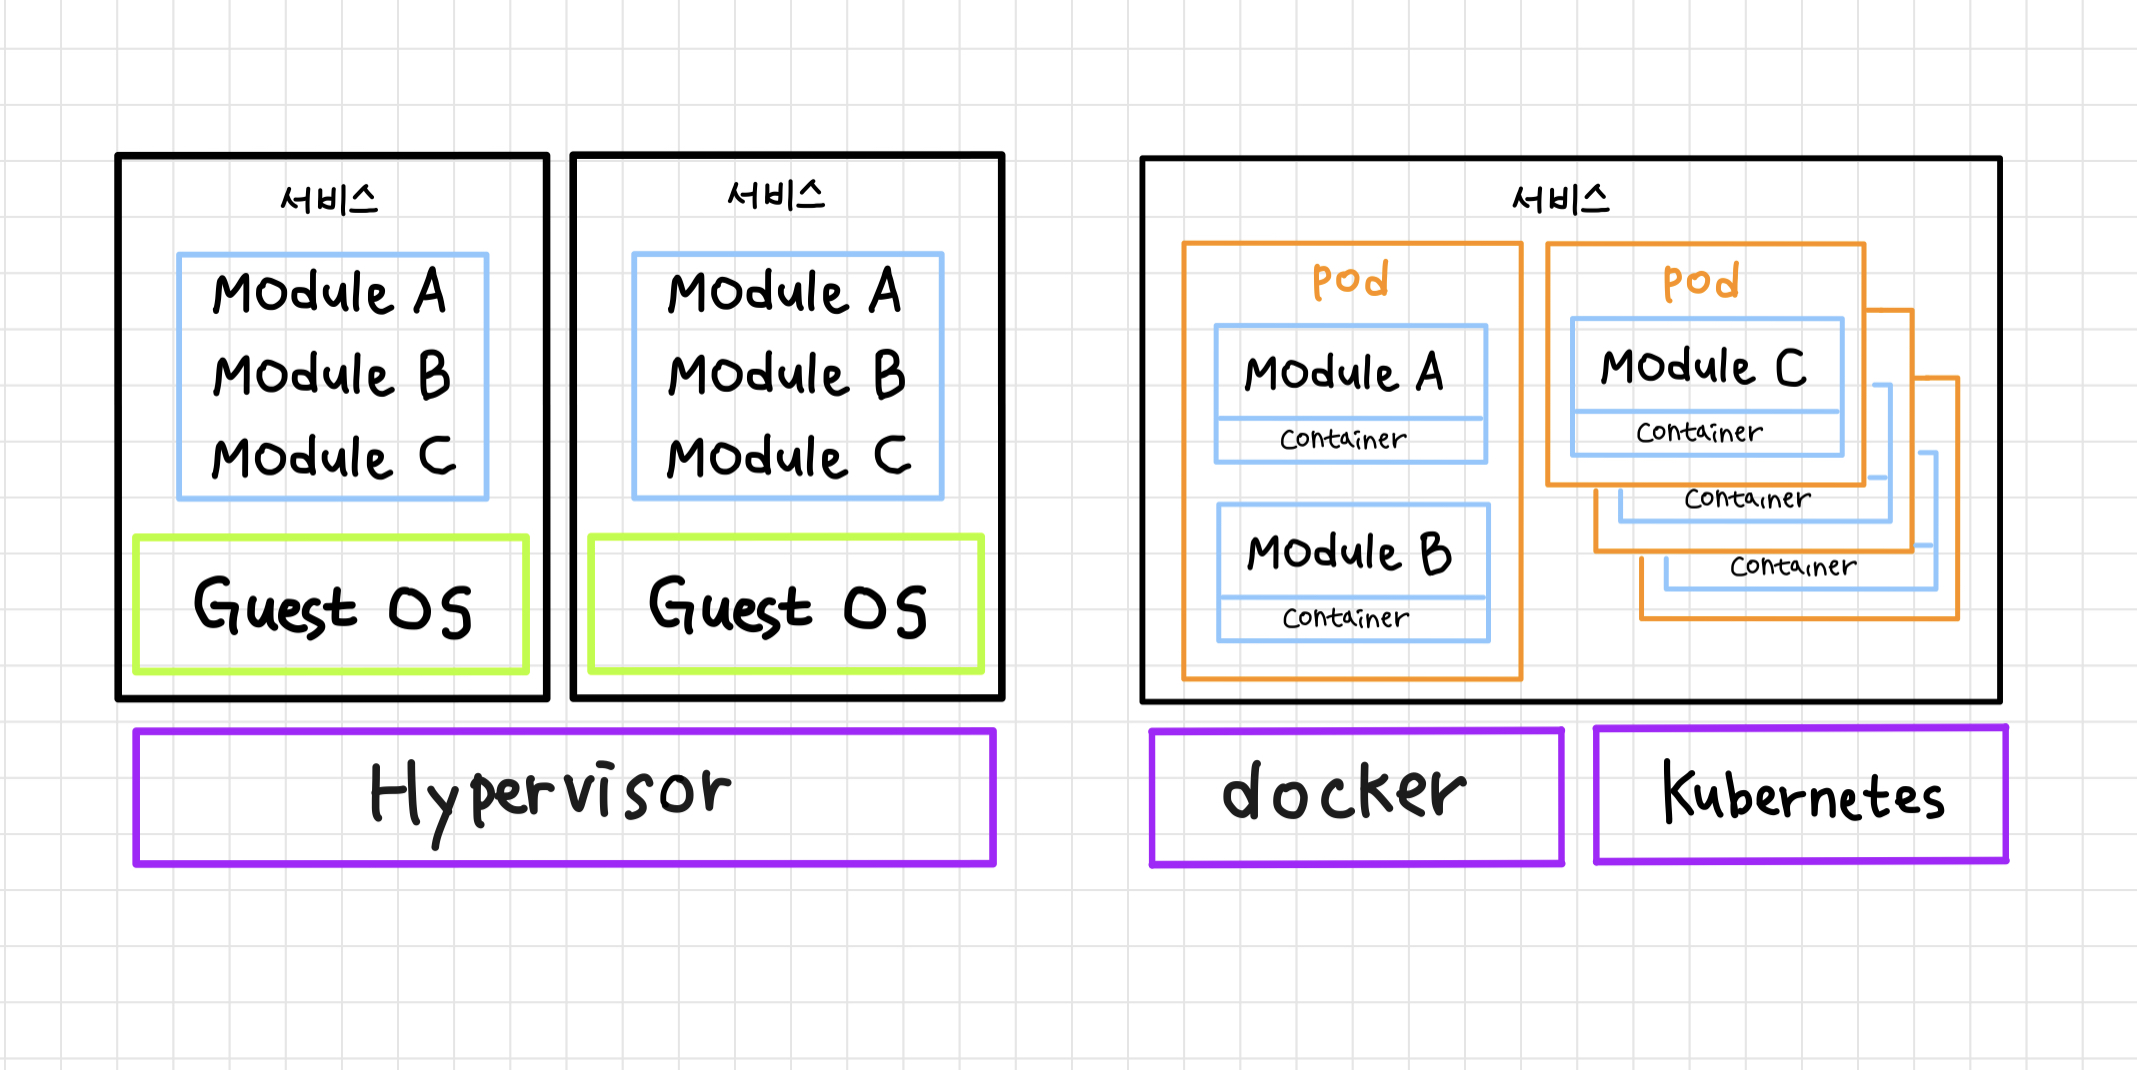 서비스
Module A
Module B
Module C
Guest OS
서비스
Module A
Module B
Module C
Guest OS
Hypervisor
서비스
pod
Module A
Container
Module B
Container
pod
Module C
Container
Container
Container
docker
Kubernetes